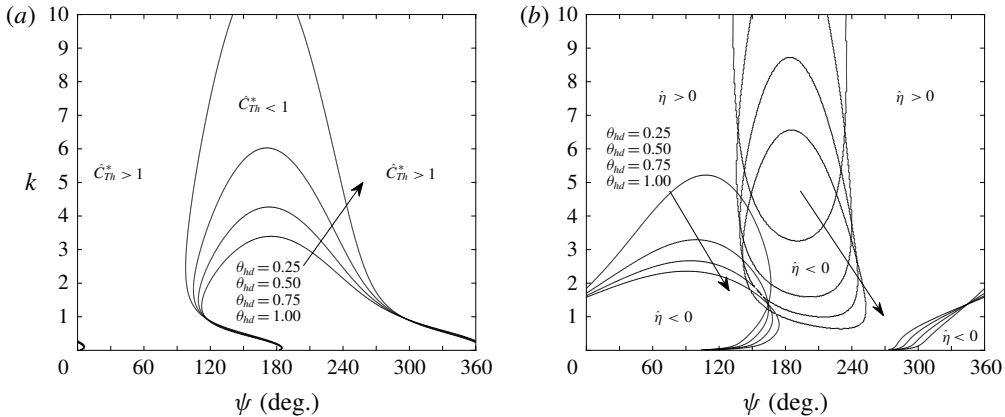 (a)
10
9
8
7
6
5
4
3
2
1
0
k
Ĉ*Th < 1
Ĉ*Th > 1
Ĉ*Th > 1
θhd = 0.25
θhd = 0.50
θhd = 0.75
θhd = 1.00
60 120 180 240 300 360
ψ (deg.)
(b)
10
9
8
7
6
5
4
3
2
1
0
η̂ > 0
η̂ > 0
θhd = 0.25
θhd = 0.50
θhd = 0.75
θhd = 1.00
η̂ < 0
η̂ < 0
η̂ < 0
60 120 180 240 300 360
ψ (deg.)